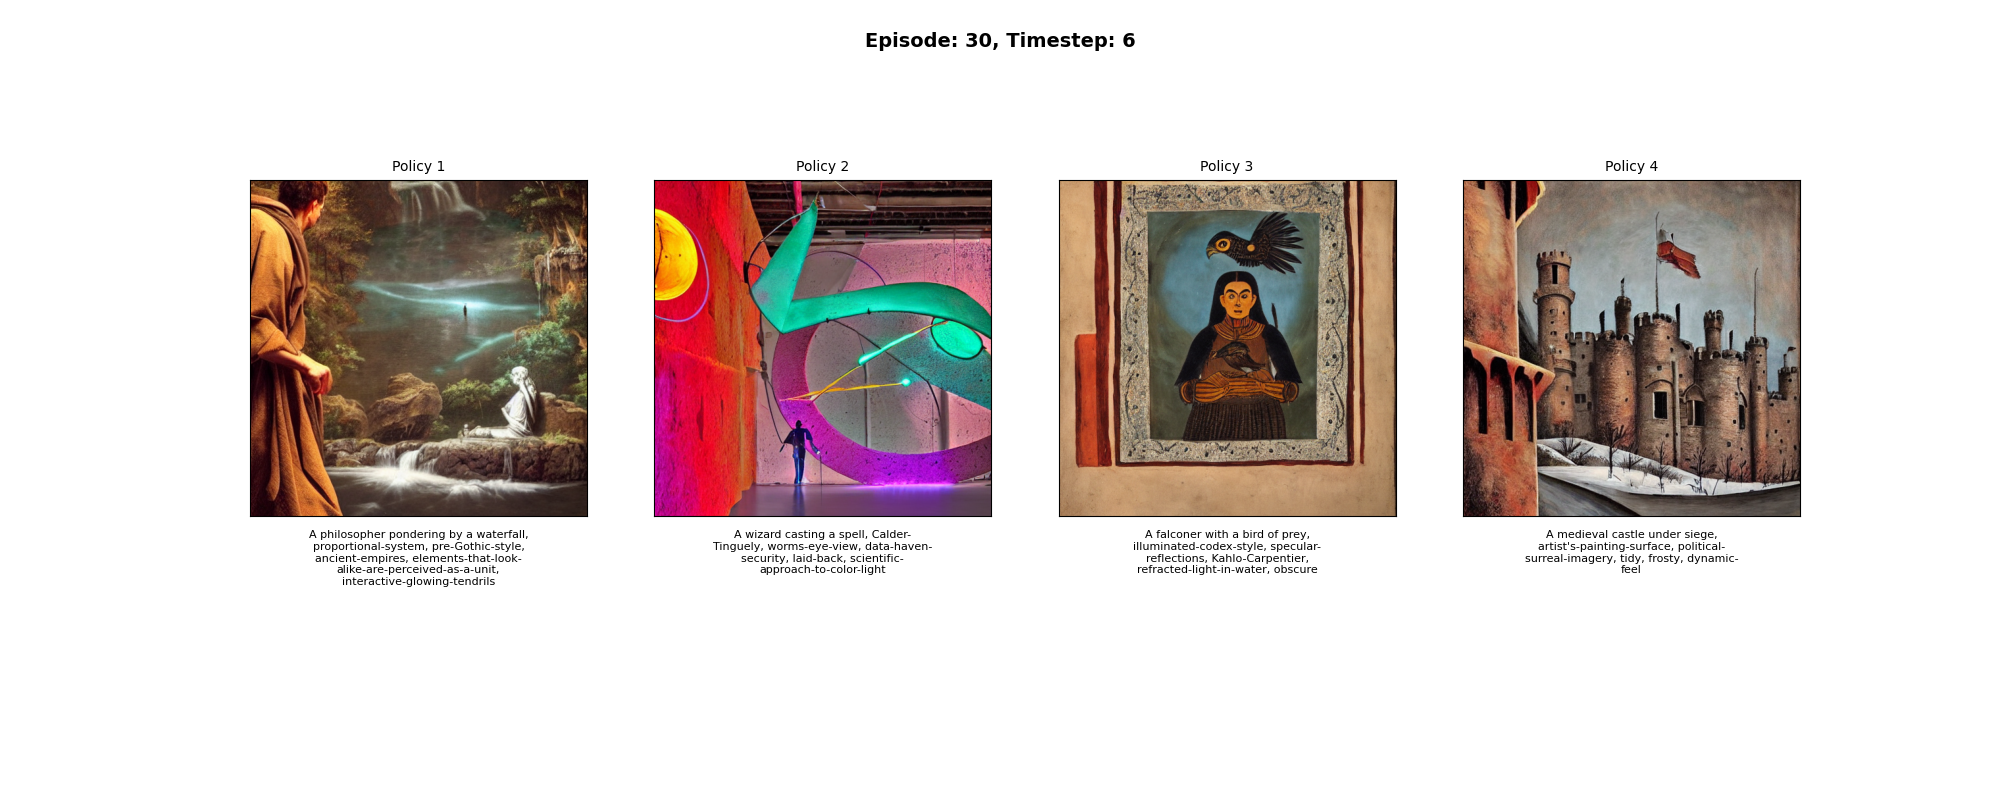 Episode: 30, Timestep: 6
Policy 1
A philosopher pondering by a waterfall,
proportional-system, pre-Gothic-style,
ancient-empires, elements-that-look-
alike-are-perceived-as-a-unit,
interactive-glowing-tendrils
Policy 2
A wizard casting a spell, Calder-
Tinguely, worms-eye-view, data-haven-
security, laid-back, scientific-
approach-to-color-light
Policy 3
A falconer with a bird of prey,
illuminated-codex-style, specular-
reflections, Kahlo-Carpentier,
refracted-light-in-water, obscure
Policy 4
A medieval castle under siege,
artist's-painting-surface, political-
surreal-imagery, tidy, frosty, dynamic-
feel